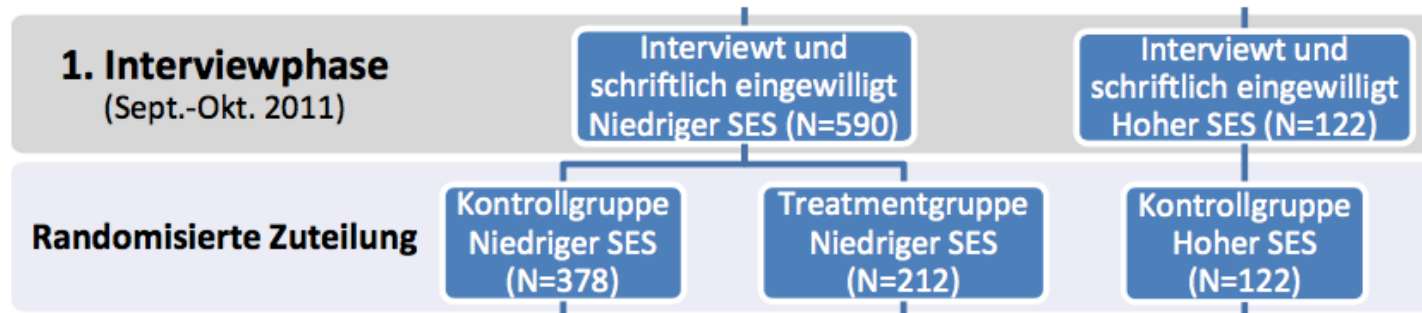 1. Interviewphase
(Sept.-Okt. 2011)
Interviewt und
schriftlich eingewilligt
Niedriger SES (N=590)
Interviewt und
schriftlich eingewilligt
Hoher SES (N=122)
Randomisierte Zuteilung
Kontrollgruppe
Niedriger SES
(N=378)
Treatmentgruppe
Niedriger SES
(N=212)
Kontrollgruppe
Hoher SES
(N=122)